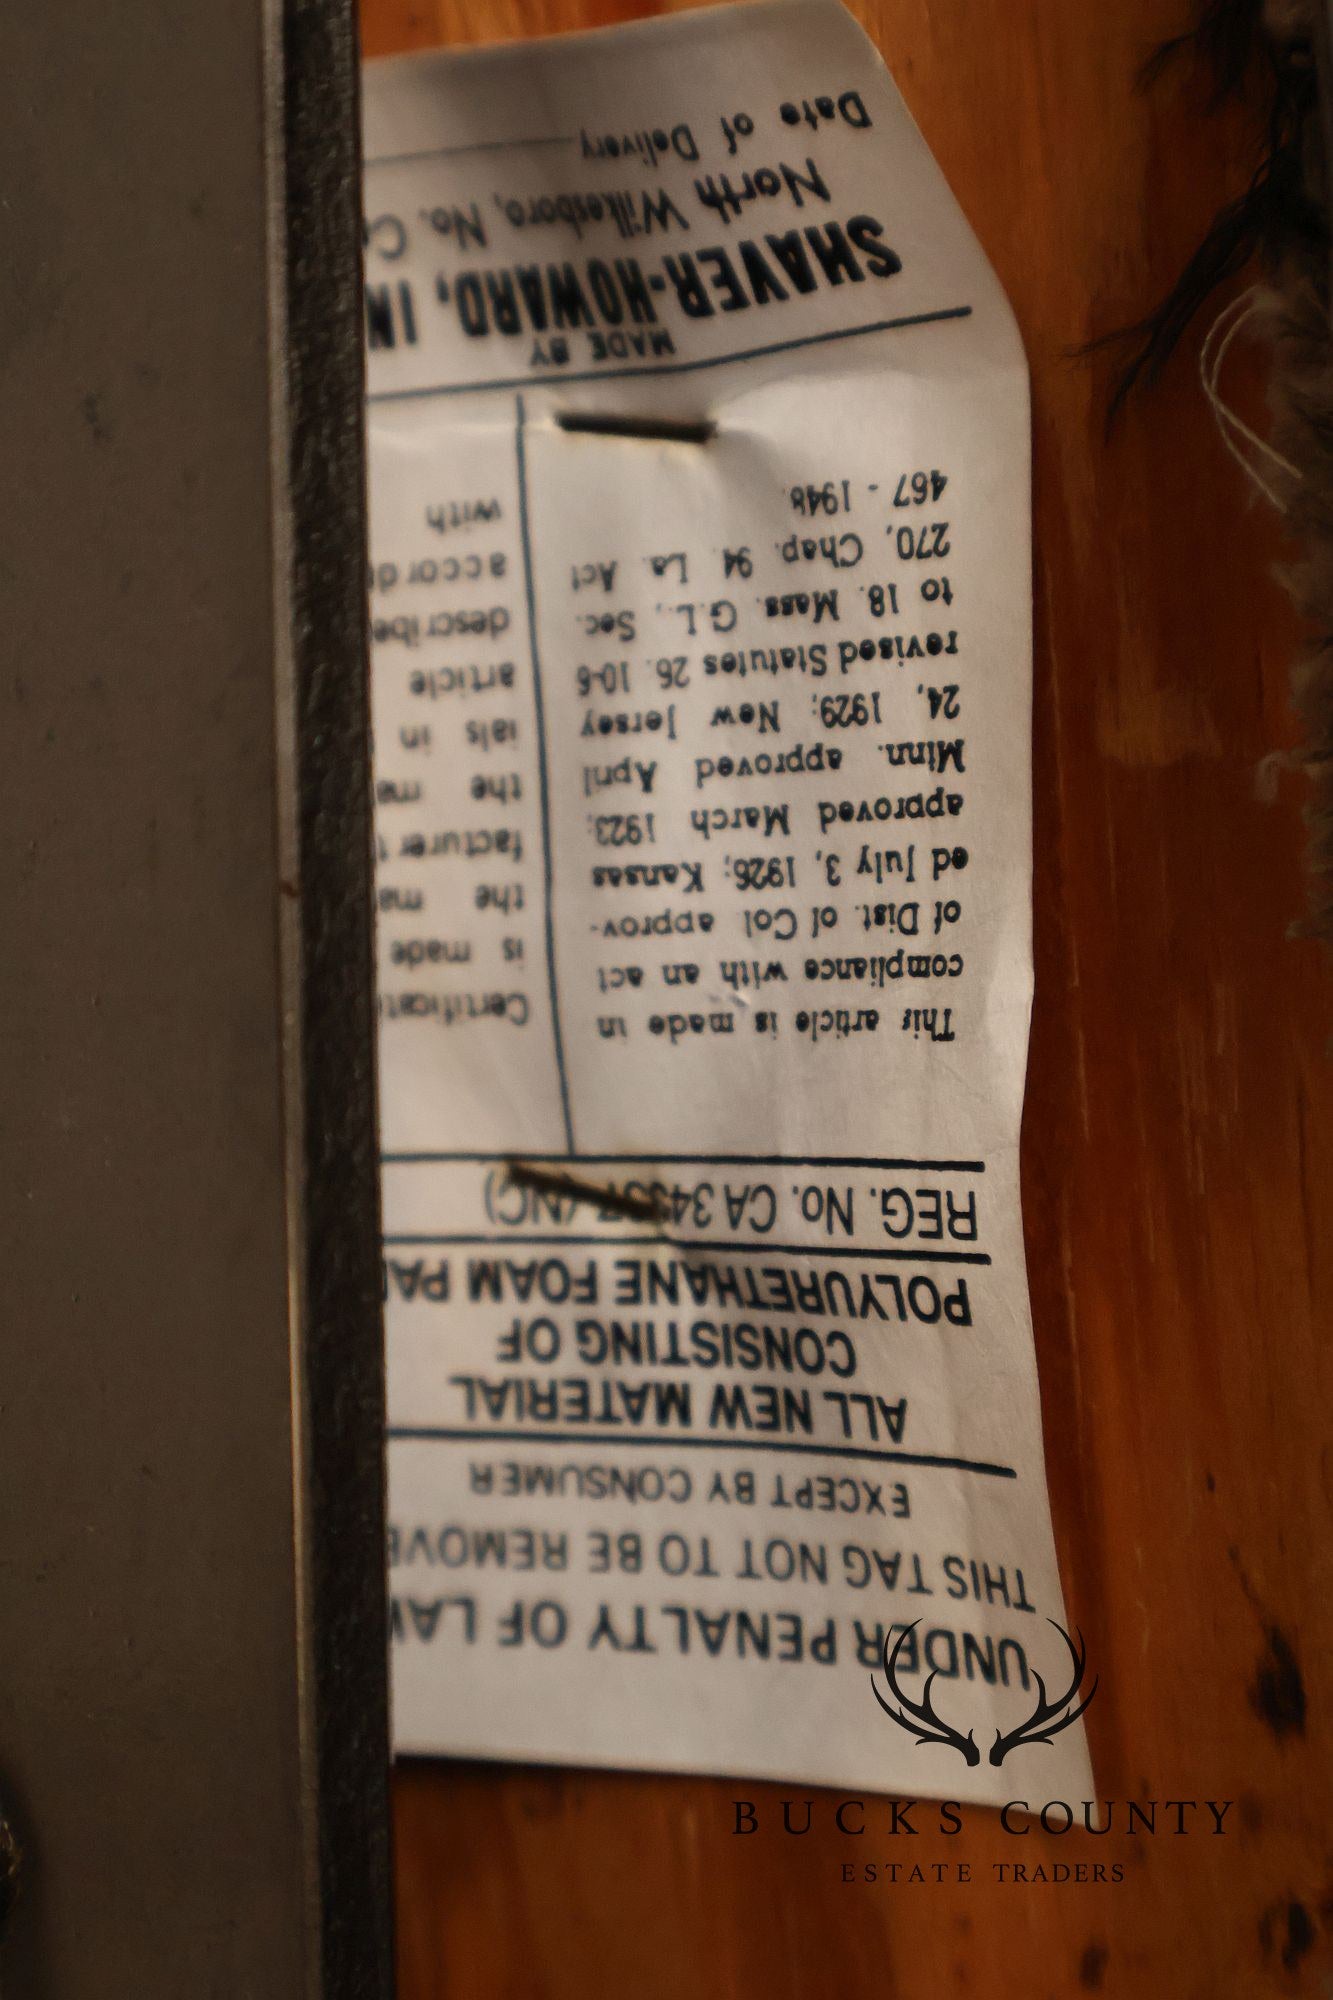 UNDER PENALTY OF LAW
THIS TAG NOT TO BE REMOVE
EXCEPT BY CONSUMER
ALL NEW MATERIAL
CONSISTING OF
POLYURETHANE FOAM PA
REG. No. CA (NC)
This article is made in
compliance with an act
of Dist. of Col approv-
ed July 3, 1926; Kansas
approved March 1923;
Minn. approved April
24, 1929; New Jersey
revised Statutes 26. 10-6
to 18. Mass. G.L., Sec.
270, Chap. 94 La. Act
467 - 1948.
Certificat
is made
the ma
facturer t
the me
ials in
article
describe
accord
with
MADE BY
SHAVER-HOWARD, IN
North Wilkesboro, No. C
Date of Delivery
BUCKS COUNTY
ESTATE TRADERS